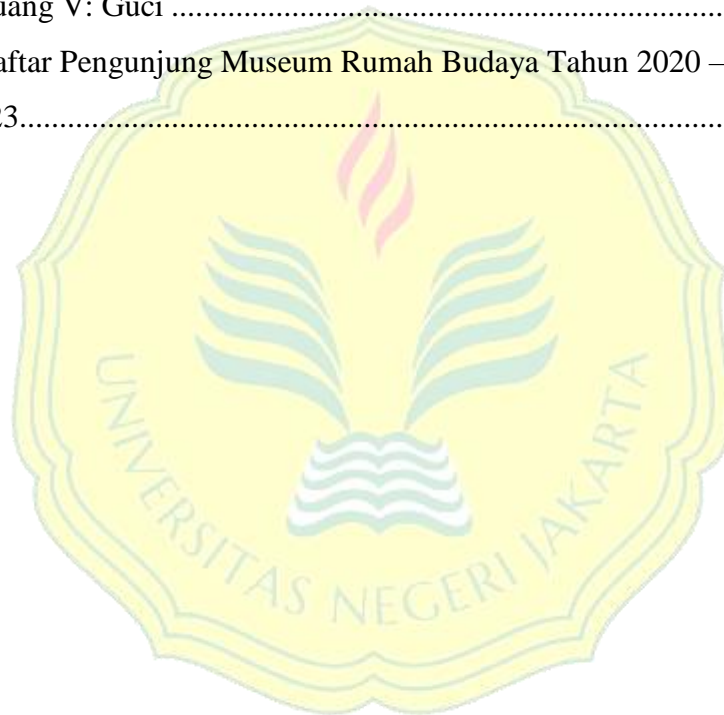 uang V: Guci ......................................................................
aftar Pengunjung Museum Rumah Budaya Tahun 2020 –
23.........................................................................................
UNIVERSITAS NEGERI JAKARTA